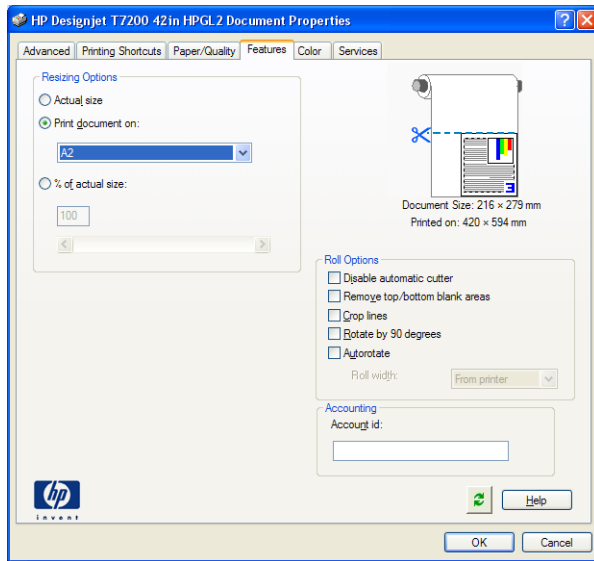 HP Designjet T7200 42in HPGL2 Document Properties
Advanced Printing Shortcuts Paper/Quality Features Color Services
Resizing Options
Actual size
Print document on:
A2
% of actual size:
100
3
Document Size: 216 × 279 mm
Printed on: 420 × 594 mm
Roll Options
Disable automatic cutter
Remove top/bottom blank areas
Crop lines
Rotate by 90 degrees
Autorotate
Roll width: From printer
Accounting
Account id:
hp
invent
Help
OK Cancel